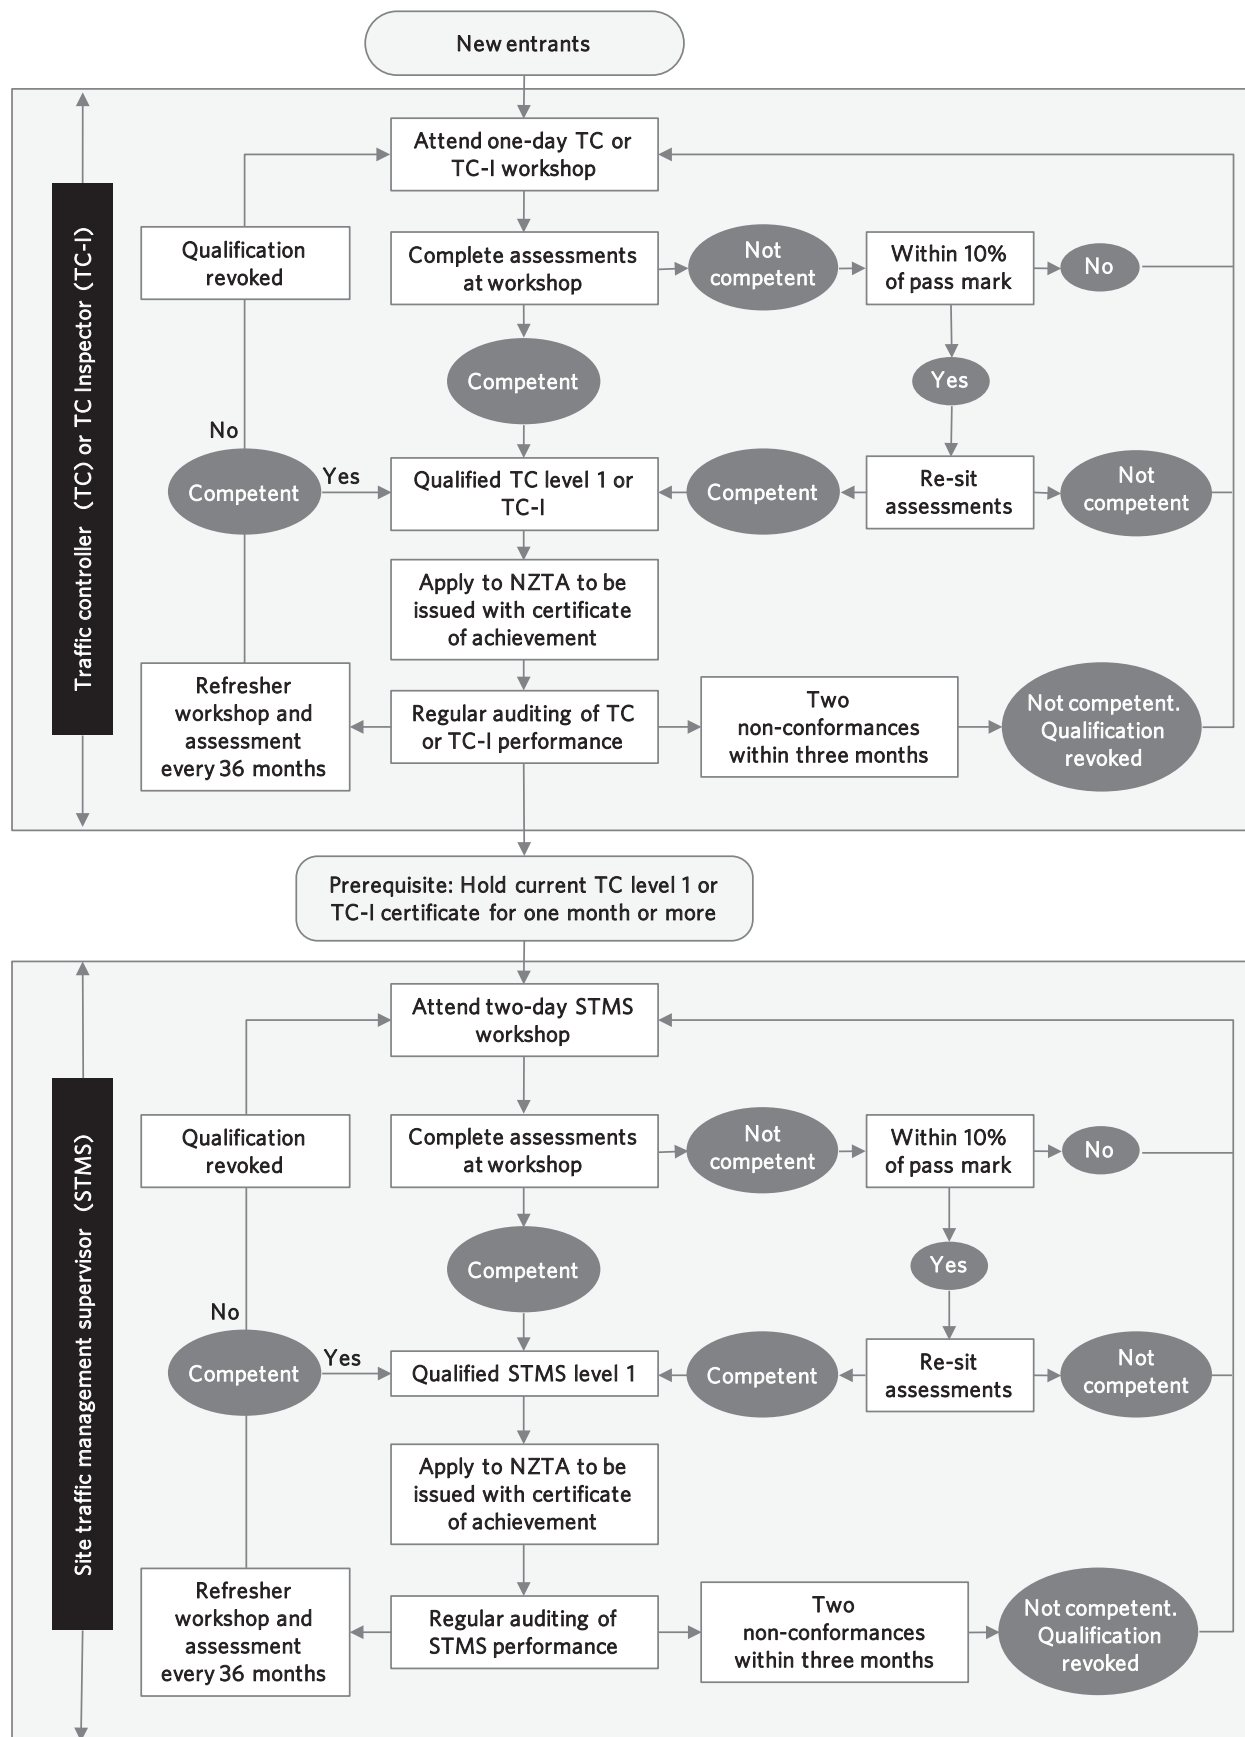 New entrants
Traffic controller (TC) or TC Inspector (TC-I)
Attend one-day TC or
TC-I workshop
Qualification
revoked
Complete assessments
at workshop
Not
competent
Within 10%
of pass mark
No
Competent
Yes
No
Competent
Yes
Qualified TC level 1 or
TC-I
Competent
Re-sit
assessments
Not
competent
Apply to NZTA to be
issued with certificate
of achievement
Refresher
workshop and
assessment
every 36 months
Regular auditing of TC
or TC-I performance
Two
non-conformances
within three months
Not competent.
Qualification
revoked
Prerequisite: Hold current TC level 1 or
TC-I certificate for one month or more
Site traffic management supervisor (STMS)
Attend two-day STMS
workshop
Qualification
revoked
Complete assessments
at workshop
Not
competent
Within 10%
of pass mark
No
Competent
Yes
No
Competent
Yes
Qualified STMS level 1
Competent
Re-sit
assessments
Not
competent
Apply to NZTA to be
issued with certificate
of achievement
Refresher
workshop and
assessment
every 36 months
Regular auditing of
STMS performance
Two
non-conformances
within three months
Not competent.
Qualification
revoked